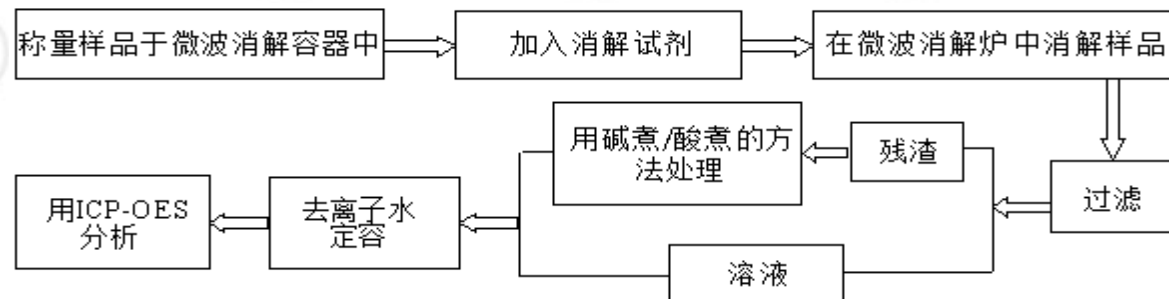 称量样品于微波消解容器中
加入消解试剂
在微波消解炉中消解样品
过滤
残渣
用碱煮/酸煮的方
法处理
溶液
去离子水
定容
用ICP-OES
分析